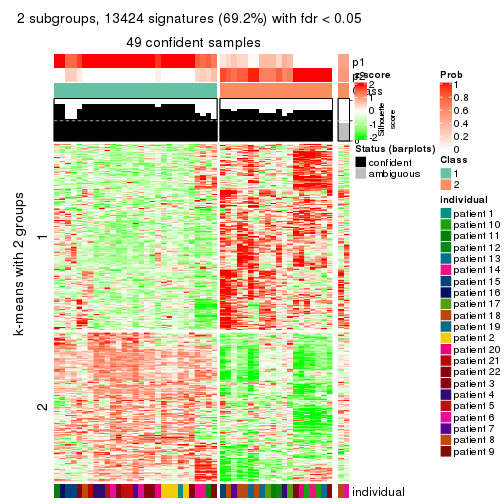 2 subgroups, 13424 signatures (69.2%) with fdr < 0.05
49 confident samples
p1
p2
Class
z-score
2
1
0
-1
-2
Silhouette
score
Prob
1
0.8
0.6
0.4
0.2
0
Status (barplots)
confident
ambiguous
Class
1
2
Individual
patient 1
patient 10
patient 11
patient 12
patient 13
patient 14
patient 15
patient 16
patient 17
patient 18
patient 19
patient 2
patient 20
patient 21
patient 22
patient 3
patient 4
patient 5
patient 6
patient 7
patient 8
patient 9
k-means with 2 groups
1
2
individual